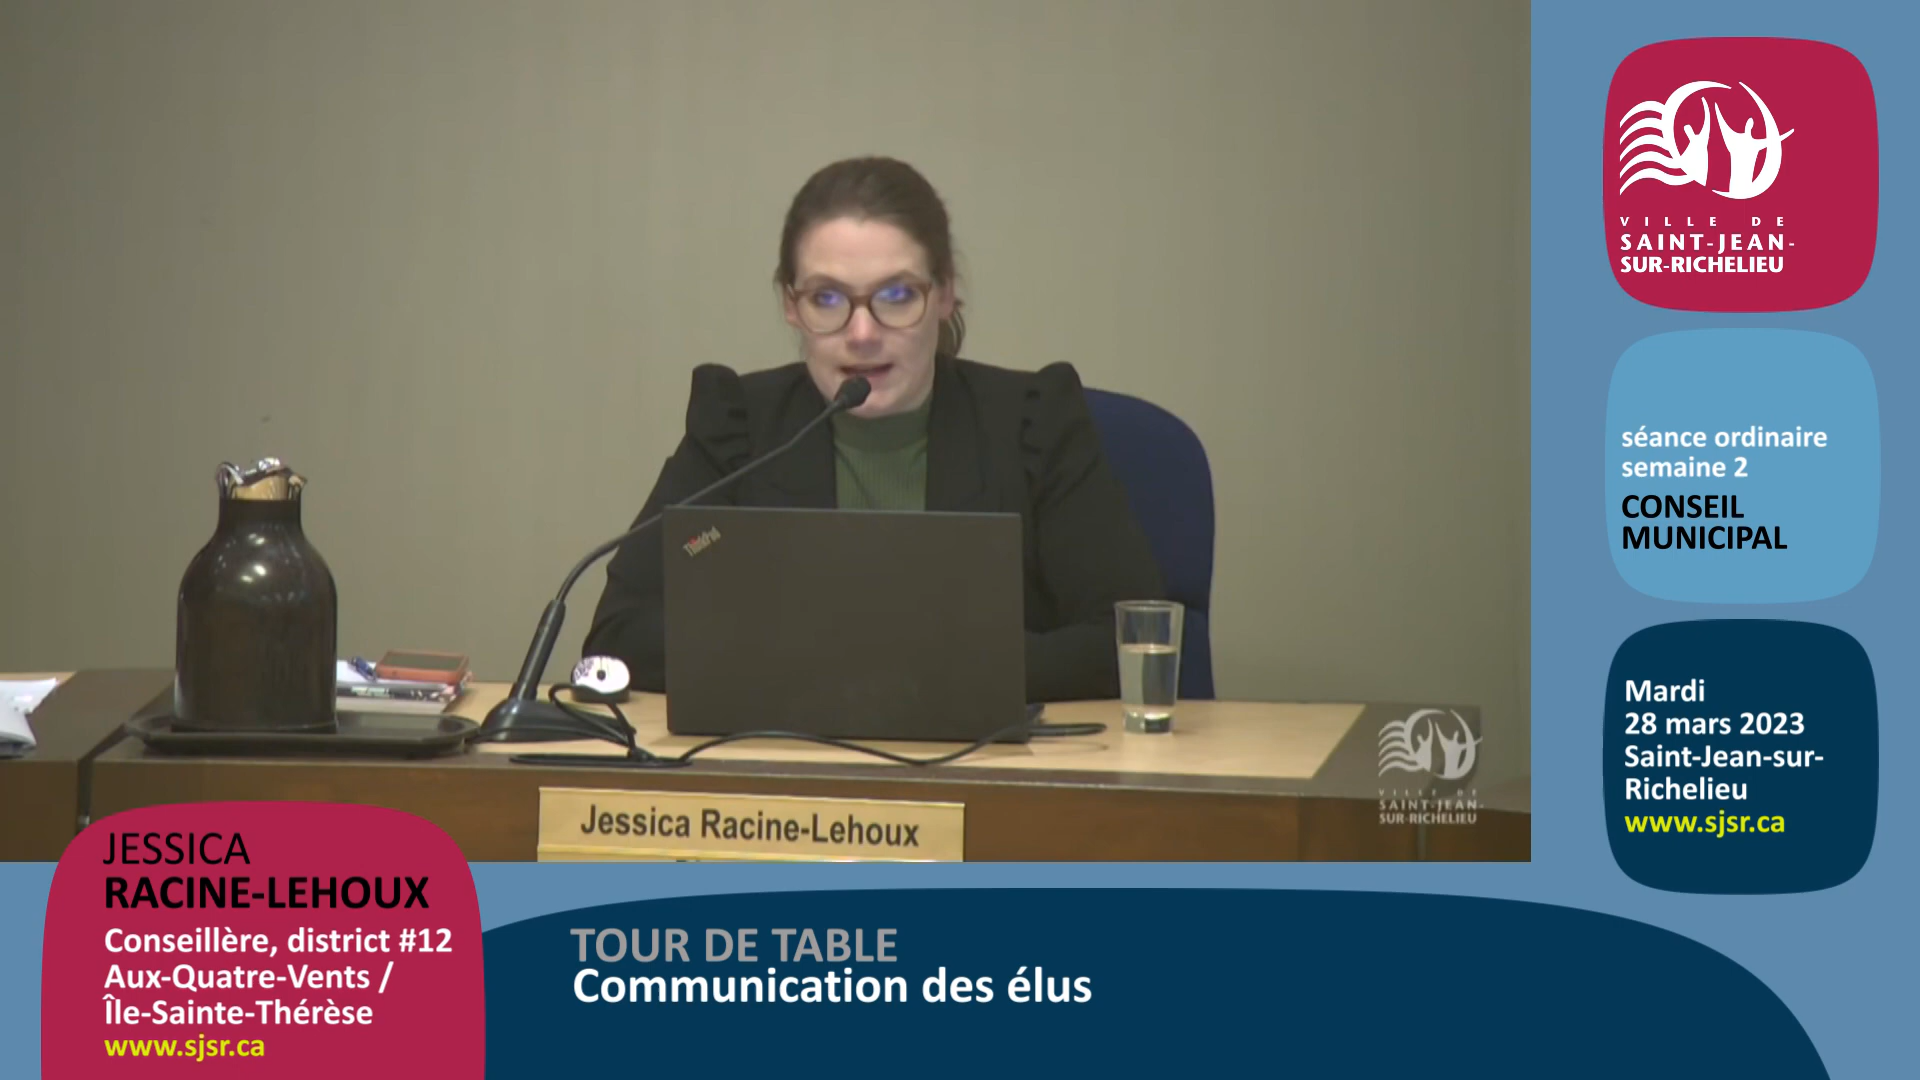 VILLE DE
SAINT-JEAN-
SUR-RICHELIEU
séance ordinaire
semaine 2
CONSEIL
MUNICIPAL
Mardi
28 mars 2023
Saint-Jean-sur-
Richelieu
www.sjsr.ca
ThinkPad
VILLE DE
SAINT-JEAN-
SUR-RICHELIEU
Jessica Racine-Lehoux
JESSICA
RACINE-LEHOUX
Conseillère, district #12
Aux-Quatre-Vents /
Île-Sainte-Thérèse
www.sjsr.ca
TOUR DE TABLE
Communication des élus